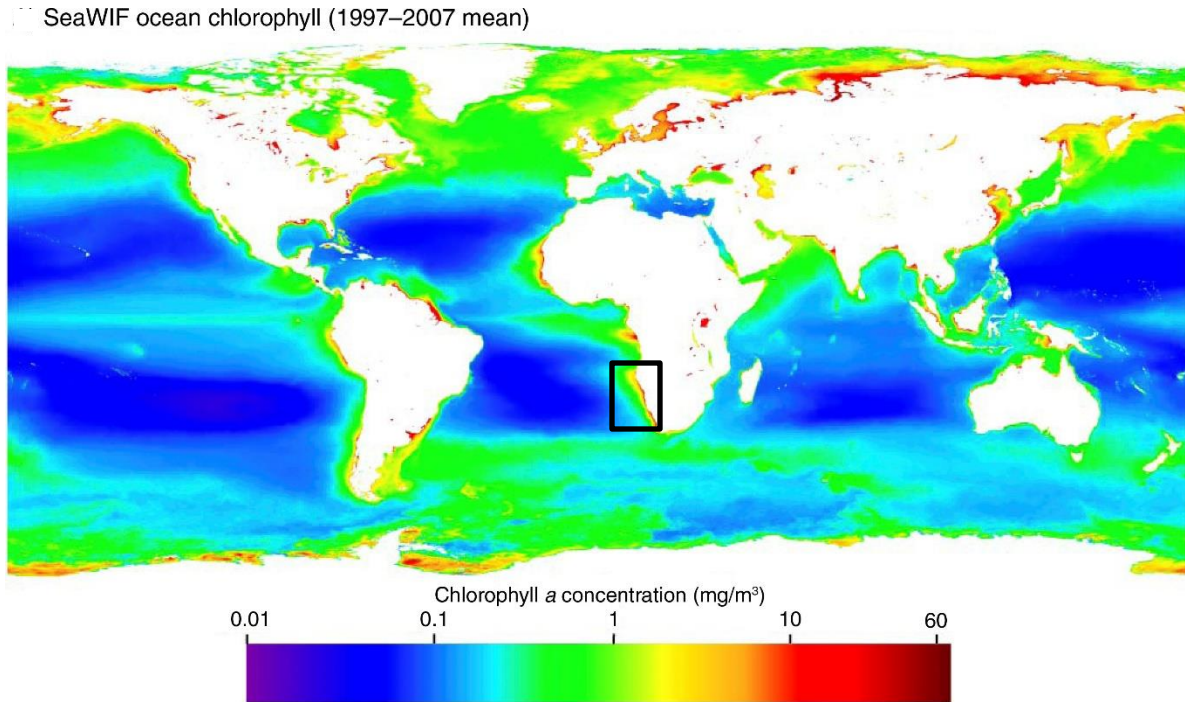 SeaWIF ocean chlorophyll (1997–2007 mean)
Chlorophyll a concentration (mg/m³)
0.01 0.1 1 10 60